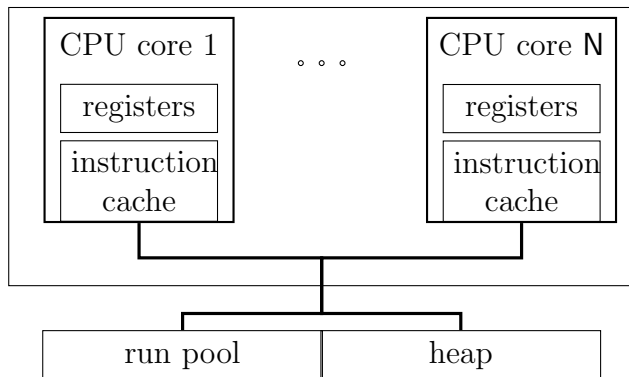 CPU core 1
CPU core N
registers
registers
instruction
cache
instruction
cache
run pool
heap